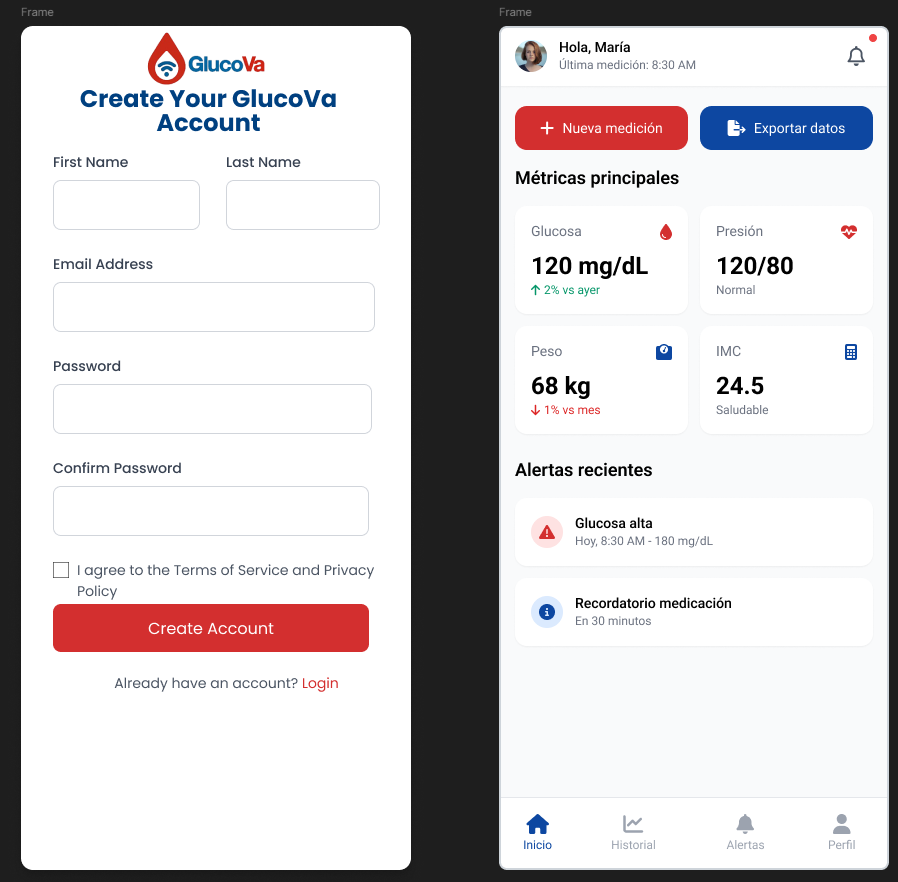 Frame
GlucoVa
Create Your GlucoVa
Account
First Name
Last Name
Email Address
Password
Confirm Password
I agree to the Terms of Service and Privacy
Policy
Create Account
Already have an account? Login
Frame
Hola, María
Última medición: 8:30 AM
Nueva medición
Exportar datos
Métricas principales
Glucosa
120 mg/dL
2% vs ayer
Presión
120/80
Normal
Peso
68 kg
1% vs mes
IMC
24.5
Saludable
Alertas recientes
Glucosa alta
Hoy, 8:30 AM - 180 mg/dL
Recordatorio medicación
En 30 minutos
Inicio
Historial
Alertas
Perfil